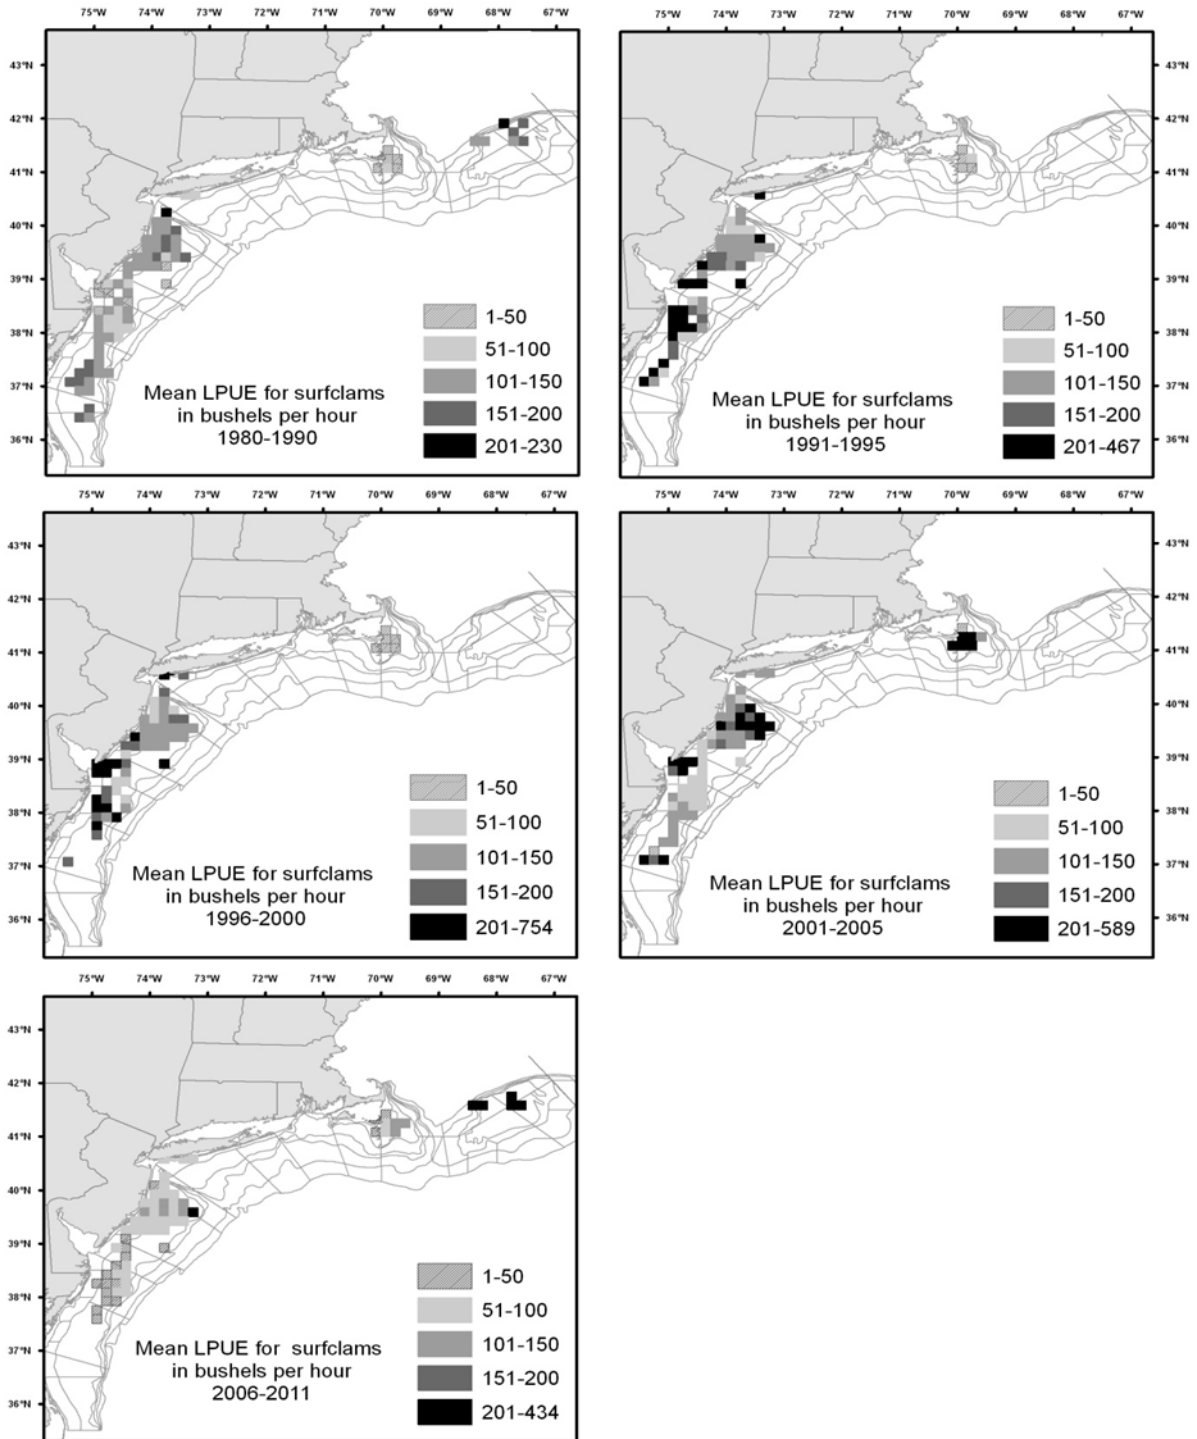 75°W 74°W 73°W 72°W 71°W 70°W 69°W 68°W 67°W
43°N
42°N
41°N
40°N
39°N
38°N
37°N
36°N
1-50
51-100
101-150
151-200
201-230
Mean LPUE for surfclams
in bushels per hour
1980-1990
75°W 74°W 73°W 72°W 71°W 70°W 69°W 68°W 67°W
43°N
42°N
41°N
40°N
39°N
38°N
37°N
36°N
1-50
51-100
101-150
151-200
201-467
Mean LPUE for surfclams
in bushels per hour
1991-1995
75°W 74°W 73°W 72°W 71°W 70°W 69°W 68°W 67°W
43°N
42°N
41°N
40°N
39°N
38°N
37°N
36°N
1-50
51-100
101-150
151-200
201-754
Mean LPUE for surfclams
in bushels per hour
1996-2000
75°W 74°W 73°W 72°W 71°W 70°W 69°W 68°W 67°W
43°N
42°N
41°N
40°N
39°N
38°N
37°N
36°N
1-50
51-100
101-150
151-200
201-589
Mean LPUE for surfclams
in bushels per hour
2001-2005
75°W 74°W 73°W 72°W 71°W 70°W 69°W 68°W 67°W
43°N
42°N
41°N
40°N
39°N
38°N
37°N
36°N
1-50
51-100
101-150
151-200
201-434
Mean LPUE for surfclams
in bushels per hour
2006-2011